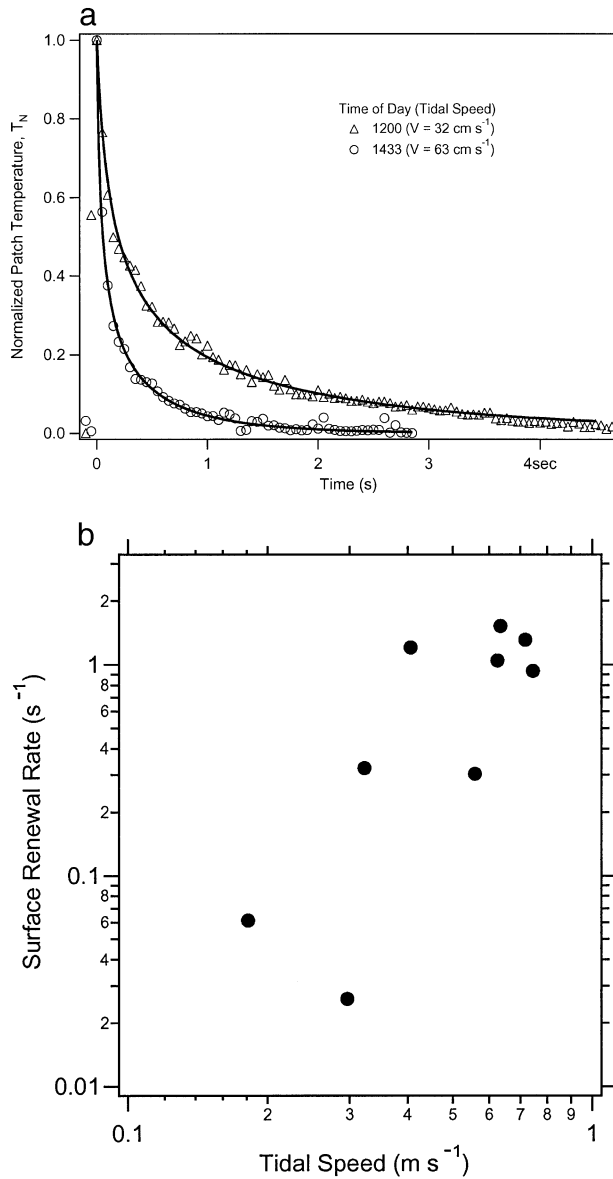 a
Normalized Patch Temperature, T_N
1.0
0.8
0.6
0.4
0.2
0.0
Time of Day (Tidal Speed)
△ 1200 (V = 32 cm s⁻¹)
○ 1433 (V = 63 cm s⁻¹)
0 1 2 3 4sec
Time (s)
b
Surface Renewal Rate (s⁻¹)
2
1
8
6
4
2
0.1
8
6
4
2
0.01
0.1 2 3 4 5 6 7 8 9 1
Tidal Speed (m s⁻¹)